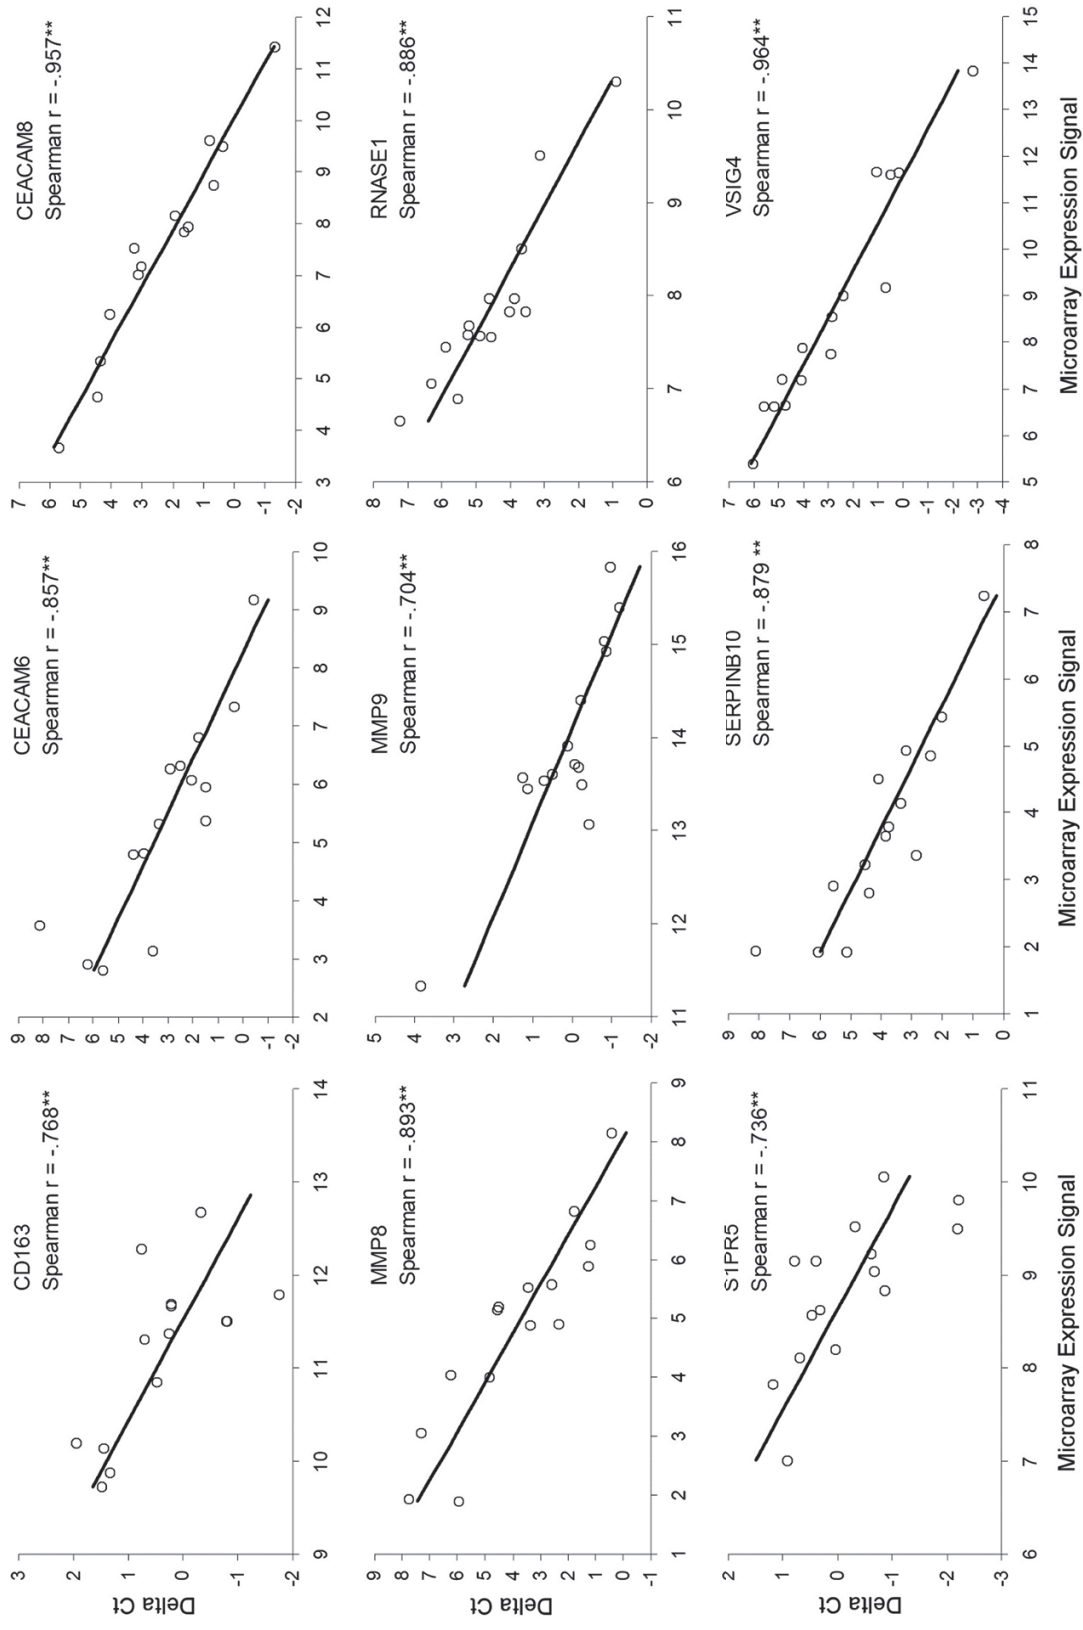 CD163
Spearman r = -.768**
3
2
1
0
-1
-2
Delta Ct
9 10 11 12 13 14
CEACAM6
Spearman r = -.857**
9
8
7
6
5
4
3
2
1
0
-1
-2
2 3 4 5 6 7 8 9 10
CEACAM8
Spearman r = -.957**
7
6
5
4
3
2
1
0
-1
-2
3 4 5 6 7 8 9 10 11 12
MMP8
Spearman r = -.893**
9
8
7
6
5
4
3
2
1
0
-1
Delta Ct
1 2 3 4 5 6 7 8 9
MMP9
Spearman r = -.704**
5
4
3
2
1
0
-1
-2
11 12 13 14 15 16
RNASE1
Spearman r = -.886**
8
7
6
5
4
3
2
1
0
6 7 8 9 10 11
S1PR5
Spearman r = -.736**
2
1
0
-1
-2
-3
Delta Ct
6 7 8 9 10 11
Microarray Expression Signal
SERPINB10
Spearman r = -.879 **
9
8
7
6
5
4
3
2
1
0
1 2 3 4 5 6 7 8
Microarray Expression Signal
VSIG4
Spearman r = -.964**
7
6
5
4
3
2
1
0
-1
-2
-3
-4
5 6 7 8 9 10 11 12 13 14 15
Microarray Expression Signal